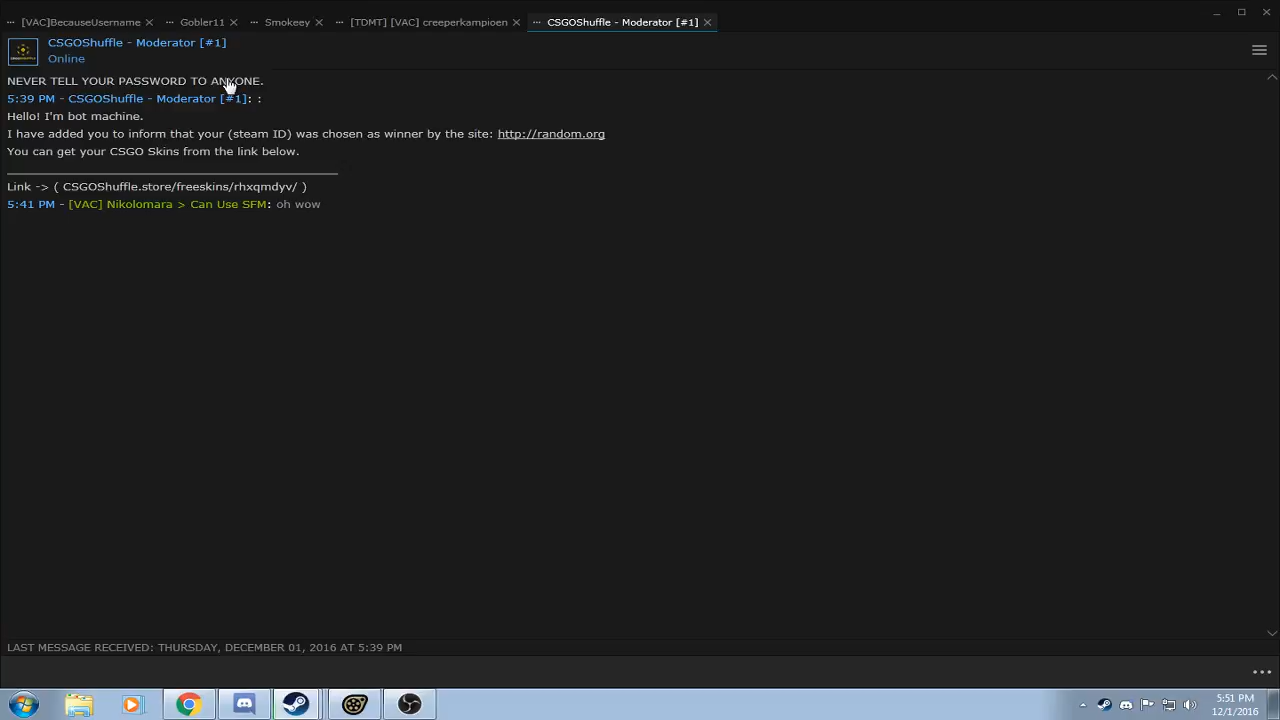 [VAC]BecauseUsername
Gobler11
Smokeey
[TDMT] [VAC] creeperkampioen
CSGOShuffle - Moderator [#1]
CSGOShuffle - Moderator [#1]
Online
NEVER TELL YOUR PASSWORD TO ANYONE.
5:39 PM - CSGOShuffle - Moderator [#1]: :
Hello! I'm bot machine.
I have added you to inform that your (steam ID) was chosen as winner by the site: http://random.org
You can get your CSGO Skins from the link below.
Link -> ( CSGOShuffle.store/freeskins/rhxqmdyv/ )
5:41 PM - [VAC] Nikolomara > Can Use SFM: oh wow
LAST MESSAGE RECEIVED: THURSDAY, DECEMBER 01, 2016 AT 5:39 PM
5:51 PM
12/1/2016